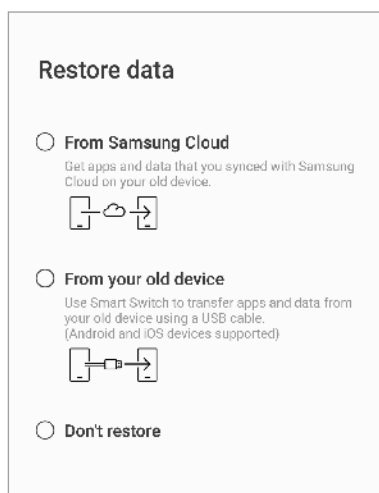 Restore data
From Samsung Cloud
Get apps and data that you synced with Samsung
Cloud on your old device.
From your old device
Use Smart Switch to transfer apps and data from
your old device using a USB cable.
(Android and iOS devices supported)
Don't restore